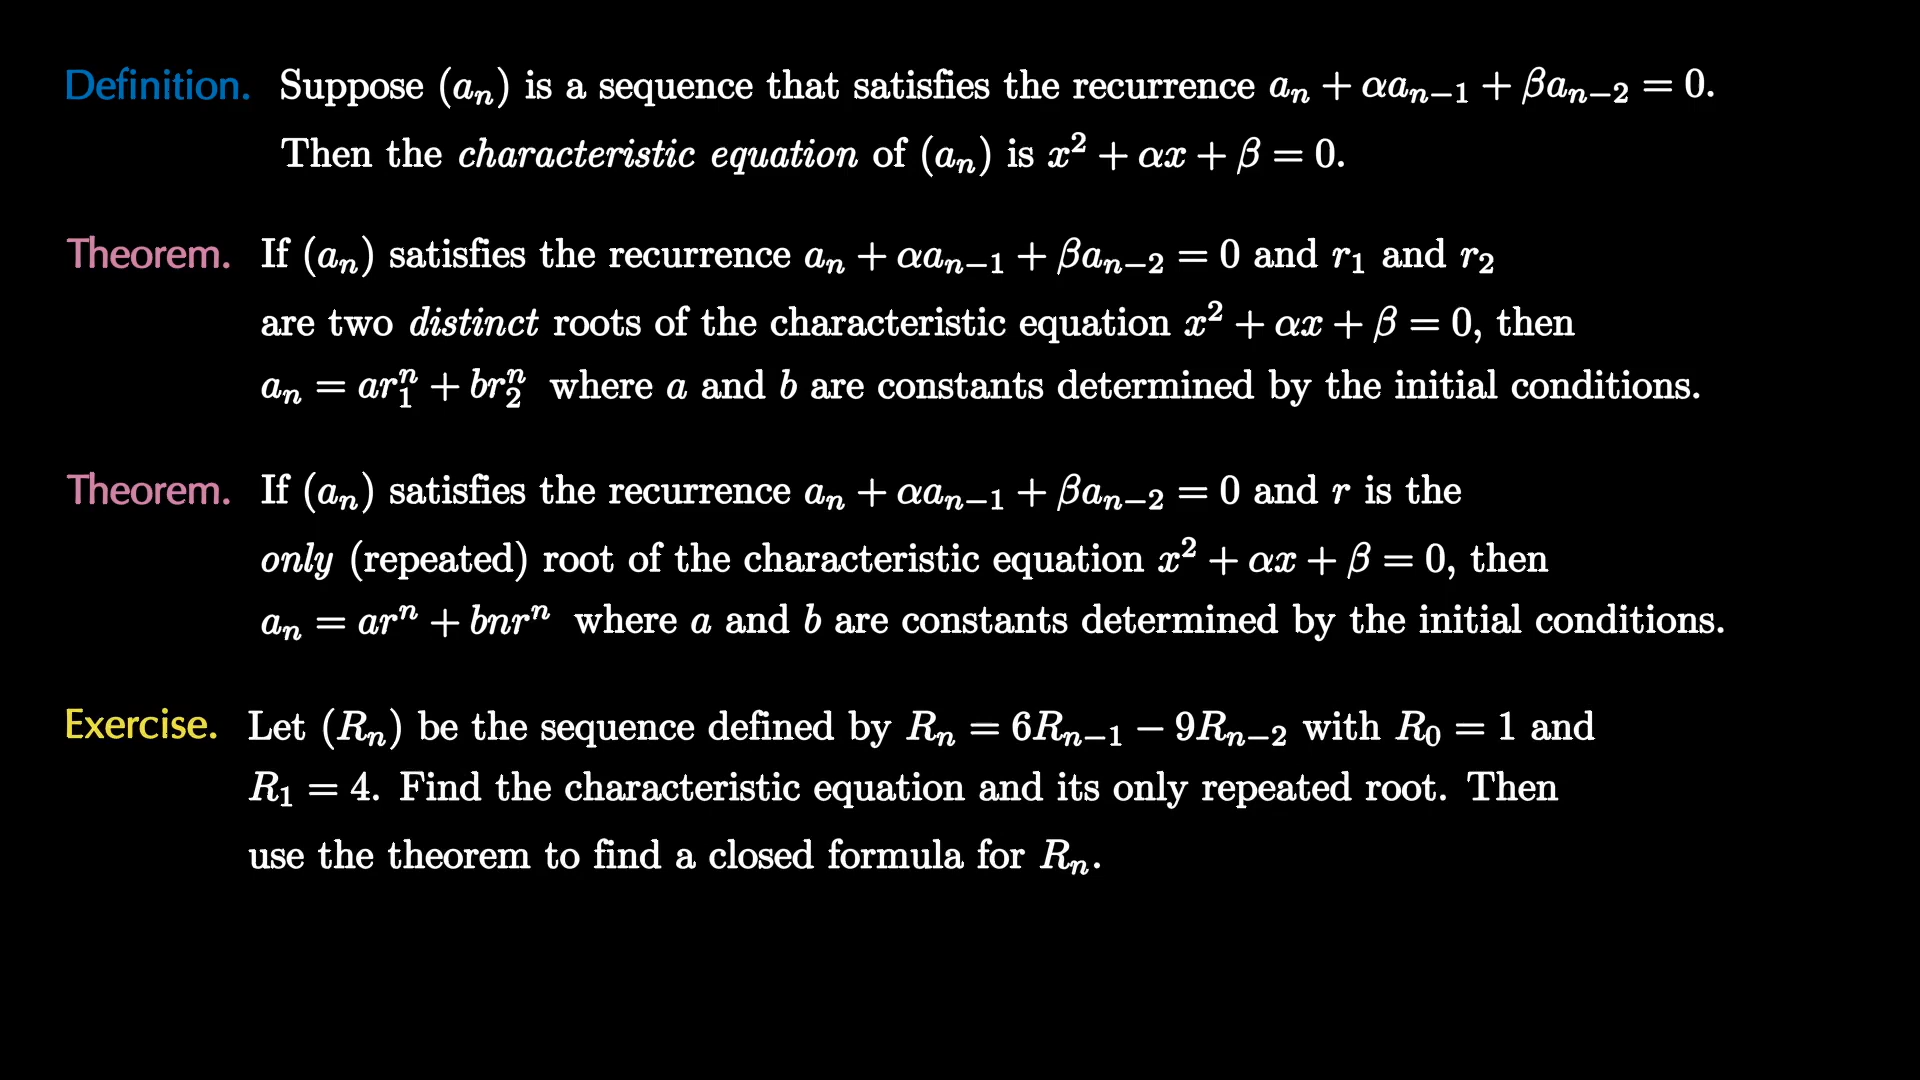 Definition. Suppose (aₙ) is a sequence that satisfies the recurrence aₙ + αaₙ₋₁ + βaₙ₋₂ = 0.
Then the characteristic equation of (aₙ) is x² + αx + β = 0.
Theorem. If (aₙ) satisfies the recurrence aₙ + αaₙ₋₁ + βaₙ₋₂ = 0 and r₁ and r₂
are two distinct roots of the characteristic equation x² + αx + β = 0, then
aₙ = ar₁ⁿ + br₂ⁿ where a and b are constants determined by the initial conditions.
Theorem. If (aₙ) satisfies the recurrence aₙ + αaₙ₋₁ + βaₙ₋₂ = 0 and r is the
only (repeated) root of the characteristic equation x² + αx + β = 0, then
aₙ = arⁿ + bnrⁿ where a and b are constants determined by the initial conditions.
Exercise. Let (Rₙ) be the sequence defined by Rₙ = 6Rₙ₋₁ − 9Rₙ₋₂ with R₀ = 1 and
R₁ = 4. Find the characteristic equation and its only repeated root. Then
use the theorem to find a closed formula for Rₙ.